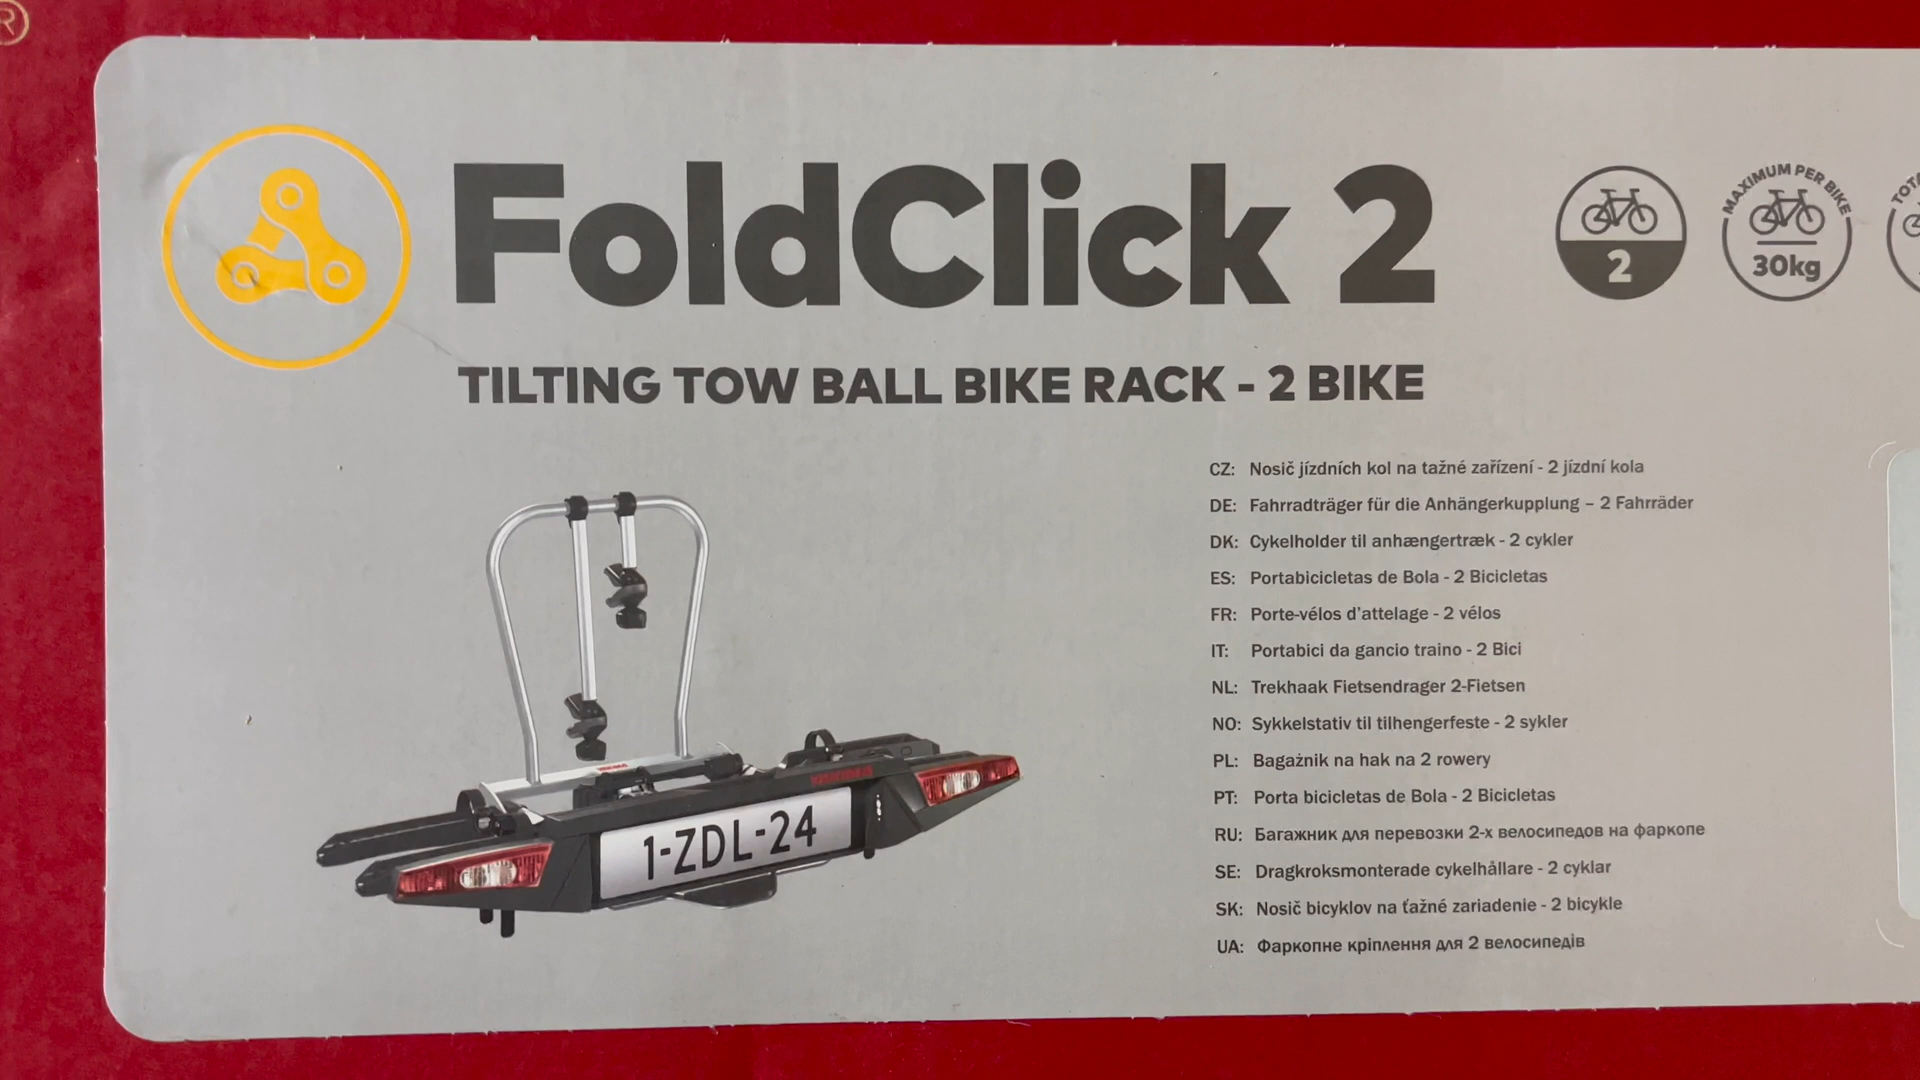 ®
FoldClick 2
2
MAXIMUM PER BIKE
30kg
TILTING TOW BALL BIKE RACK - 2 BIKE
CZ: Nosič jízdních kol na tažné zařízení - 2 jízdní kola
DE: Fahrradträger für die Anhängerkupplung – 2 Fahrräder
DK: Cykelholder til anhængertræk - 2 cykler
ES: Portabicicletas de Bola - 2 Bicicletas
FR: Porte-vélos d'attelage - 2 vélos
IT: Portabici da gancio traino - 2 Bici
NL: Trekhaak Fietsendrager 2-Fietsen
NO: Sykkelstativ til tilhengerfeste - 2 sykler
PL: Bagażnik na hak na 2 rowery
PT: Porta bicicletas de Bola - 2 Bicicletas
RU: Багажник для перевозки 2-х велосипедов на фаркопе
SE: Dragkroksmonterade cykelhållare - 2 cyklar
SK: Nosič bicyklov na ťažné zariadenie - 2 bicykle
UA: Фаркопне кріплення для 2 велосипедів
1-ZDL-24